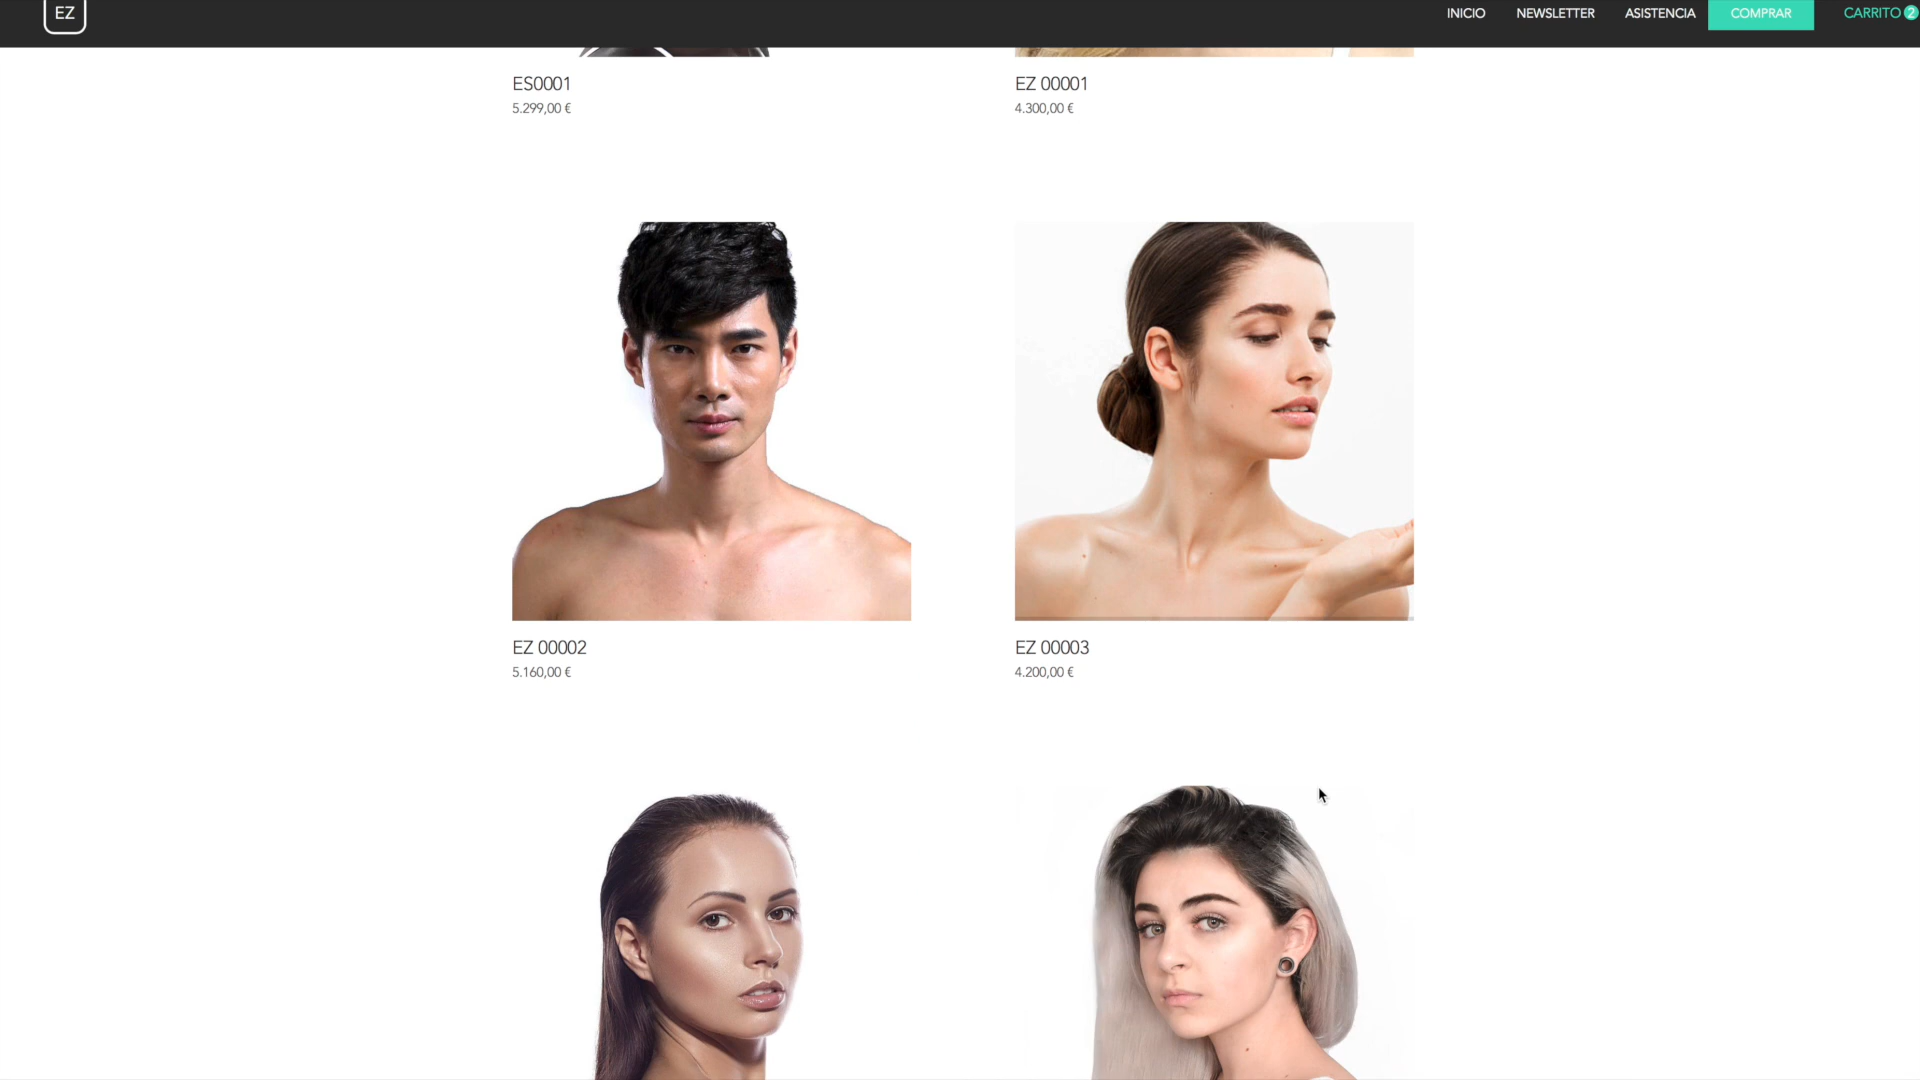 EZ
INICIO NEWSLETTER ASISTENCIA COMPRAR CARRITO 2
ES0001
5.299,00 €
EZ 00001
4.300,00 €
EZ 00002
5.160,00 €
EZ 00003
4.200,00 €